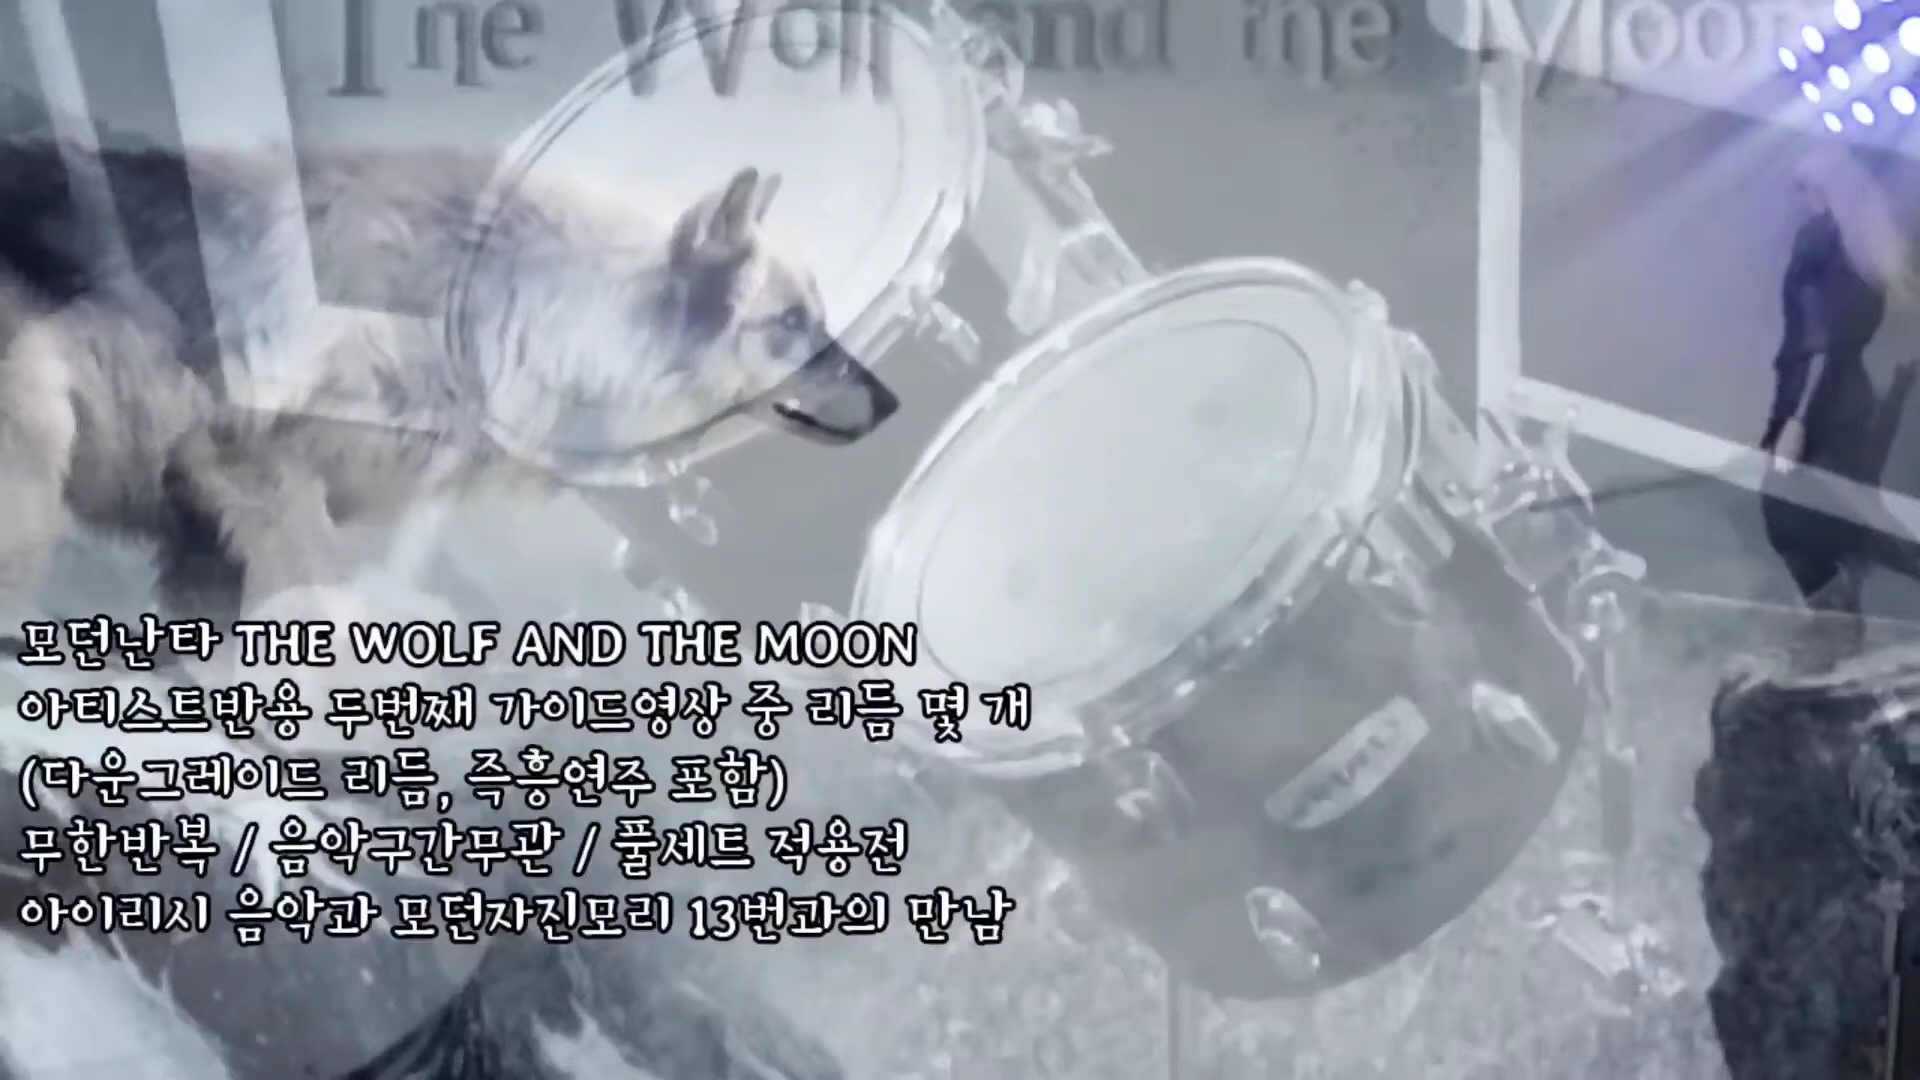 The Wolf and the Moon
모던난타 THE WOLF AND THE MOON
아티스트반용 두번째 가이드영상 중 리듬 몇 개
(다운그레이드 리듬, 즉흥연주 포함)
무한반복 / 음악구간무관 / 풀세트 적용전
아이리시 음악과 모던자진모리 13번과의 만남